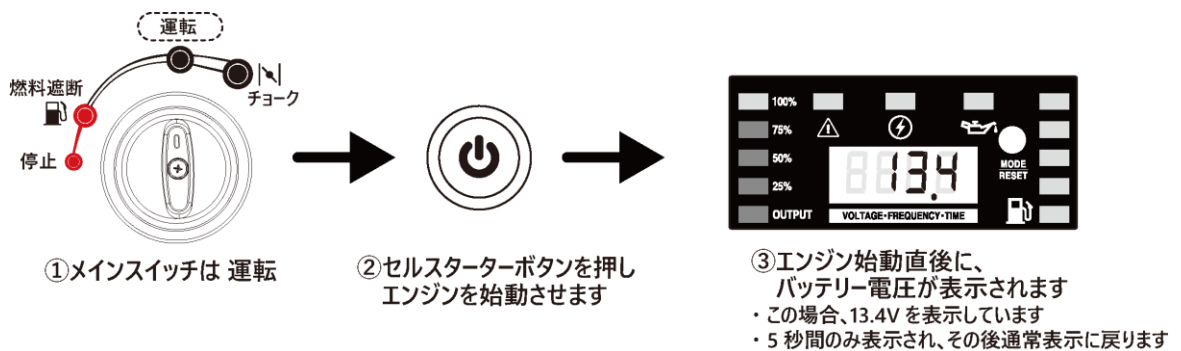 運転
燃料遮断
チョーク
停止
①メインスイッチは 運転
②セルスターターボタンを押し
エンジンを始動させます
100%
75%
50%
25%
OUTPUT
13.4
VOLTAGE・FREQUENCY・TIME
MODE
RESET
③エンジン始動直後に、
バッテリー電圧が表示されます
・この場合、13.4V を表示しています
・5 秒間のみ表示され、その後通常表示に戻ります